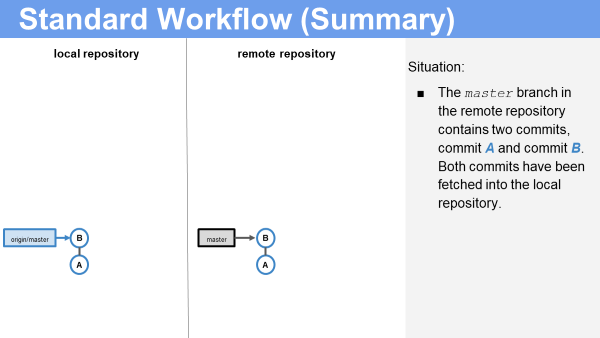 Standard Workflow (Summary)
local repository
remote repository
Situation:
■ The master branch in
the remote repository
contains two commits,
commit A and commit B.
Both commits have been
fetched into the local
repository.
origin/master
B
A
master
B
A